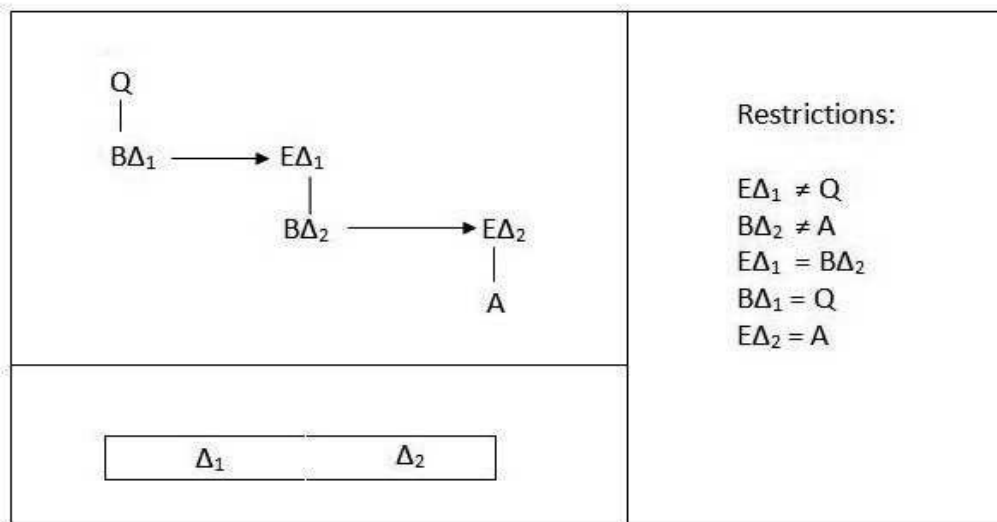 Q
BΔ₁ EΔ₁
BΔ₂ EΔ₂
A
Δ₁ Δ₂
Restrictions:
EΔ₁ ≠ Q
BΔ₂ ≠ A
EΔ₁ = BΔ₂
BΔ₁ = Q
EΔ₂ = A